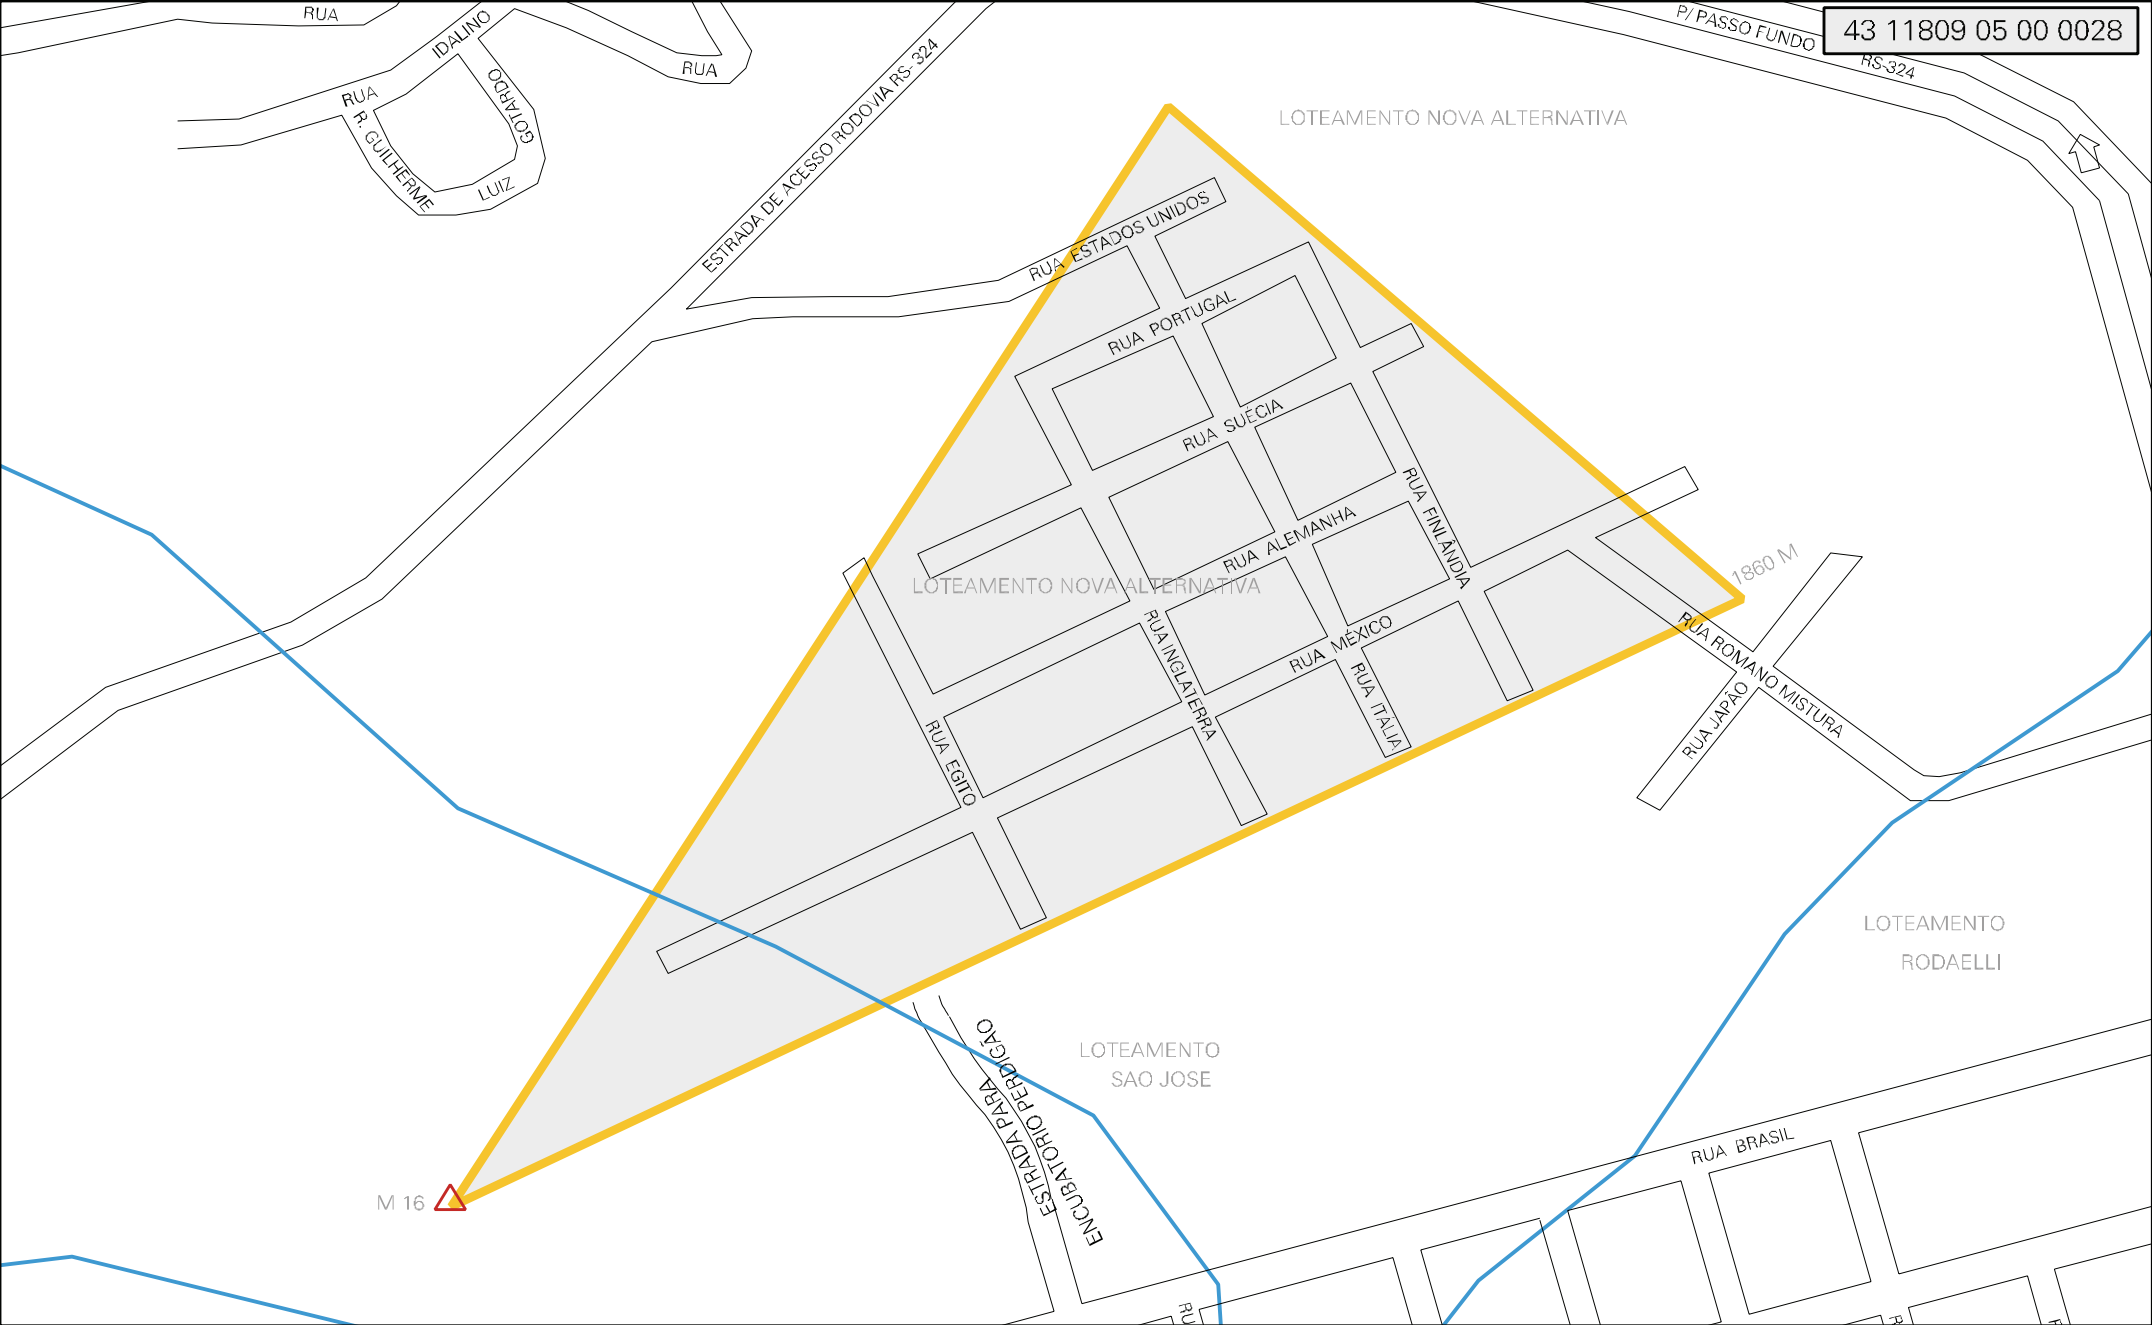 RUA
IDALINO
RUA
P/ PASSO FUNDO
43 11809 05 00 0028
RS-324
RUA
R. GUILHERME
LUIZ
GOTARDO
ESTRADA DE ACESSO RODOVIA RS-324
LOTEAMENTO NOVA ALTERNATIVA
RUA ESTADOS UNIDOS
RUA PORTUGAL
RUA SUÉCIA
RUA FINLÂNDIA
RUA ALEMANHA
LOTEAMENTO NOVA ALTERNATIVA
1860 M
RUA INGLATERRA
RUA MÉXICO
RUA ITÁLIA
RUA ROMANO MISTURA
RUA JAPÃO
RUA EGITO
LOTEAMENTO
RODAELLI
LOTEAMENTO
SAO JOSE
ESTRADA PARA
ENCUBATORIO PERDIGÃO
RUA BRASIL
M 16